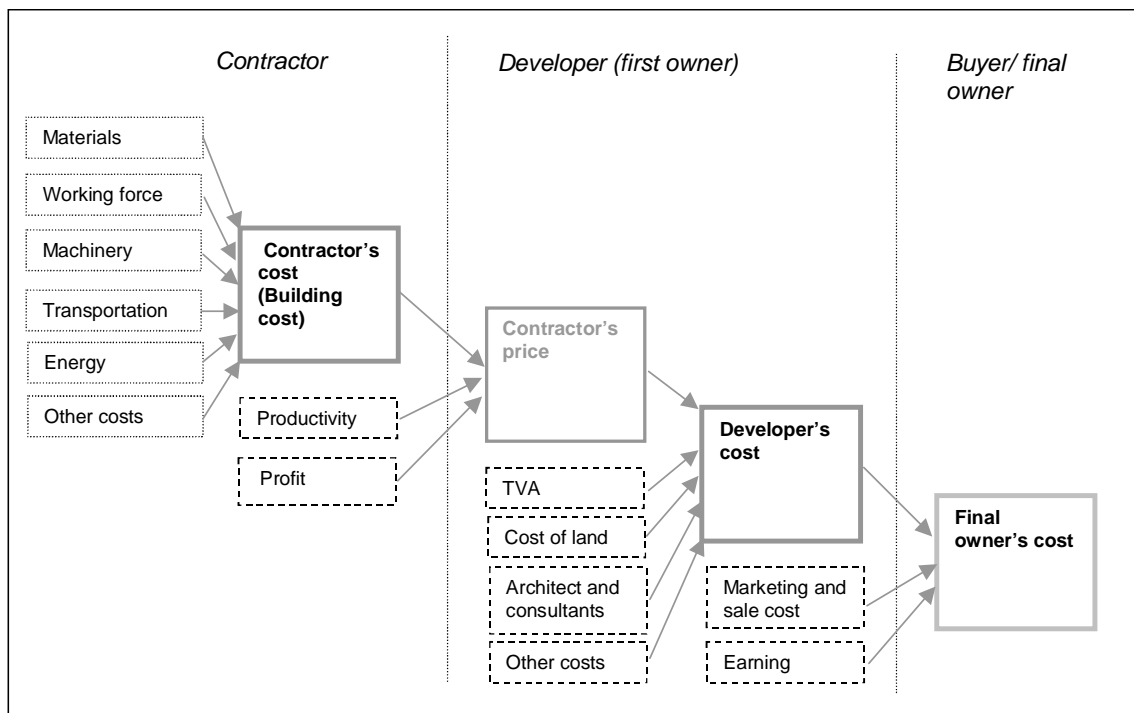 Contractor
Developer (first owner)
Buyer/ final
owner
Materials
Working force
Machinery
Transportation
Energy
Other costs
Contractor’s
cost
(Building
cost)
Productivity
Profit
Contractor’s
price
TVA
Cost of land
Architect and
consultants
Other costs
Developer’s
cost
Marketing and
sale cost
Earning
Final
owner’s cost